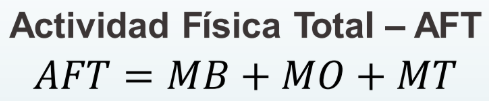 Actividad Física Total – AFT
AFT = MB + MO + MT